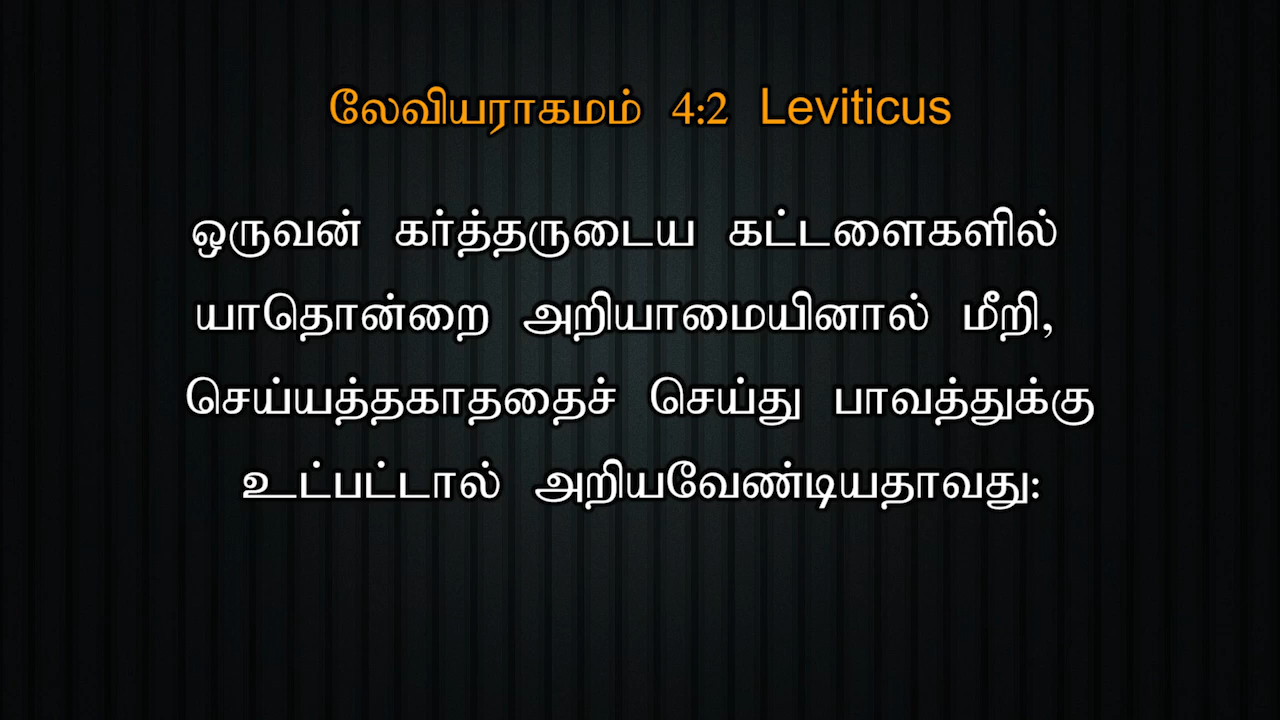 லேவியராகமம் 4:2 Leviticus
ஒருவன் கர்த்தருடைய கட்டளைகளில்
யாதொன்றை அறியாமையினால் மீறி,
செய்யத்தகாததைச் செய்து பாவத்துக்கு
உட்பட்டால் அறியவேண்டியதாவது: